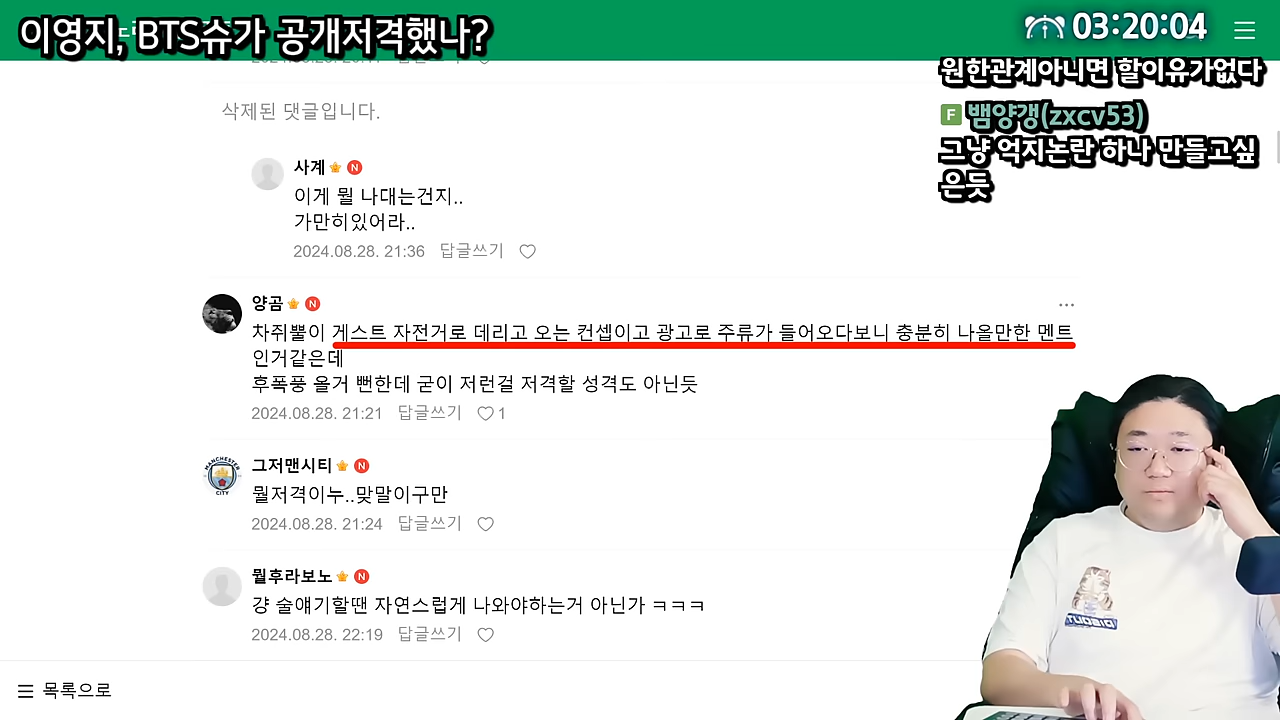 이영지, BTS슈가 공개저격했나?
03:20:04
원한관계아니면 할이유가없다
F 뱀양갱(zxcv53)
그냥 억지논란 하나 만들고싶
은듯
삭제된 댓글입니다.
사계 N
이게 뭘 나대는건지..
가만히있어라..
2024.08.28. 21:36 답글쓰기
양곰 N
차쥐뿔이 게스트 자전거로 데리고 오는 컨셉이고 광고로 주류가 들어오다보니 충분히 나올만한 멘트
인거같은데
후폭풍 올거 뻔한데 굳이 저런걸 저격할 성격도 아닌듯
2024.08.28. 21:21 답글쓰기 1
MANCHESTER
CITY
그저맨시티 N
뭘저격이누..맞말이구만
2024.08.28. 21:24 답글쓰기
뭘후라보노 N
걍 술얘기할땐 자연스럽게 나와야하는거 아닌가 ㅋㅋㅋ
2024.08.28. 22:19 답글쓰기
목록으로